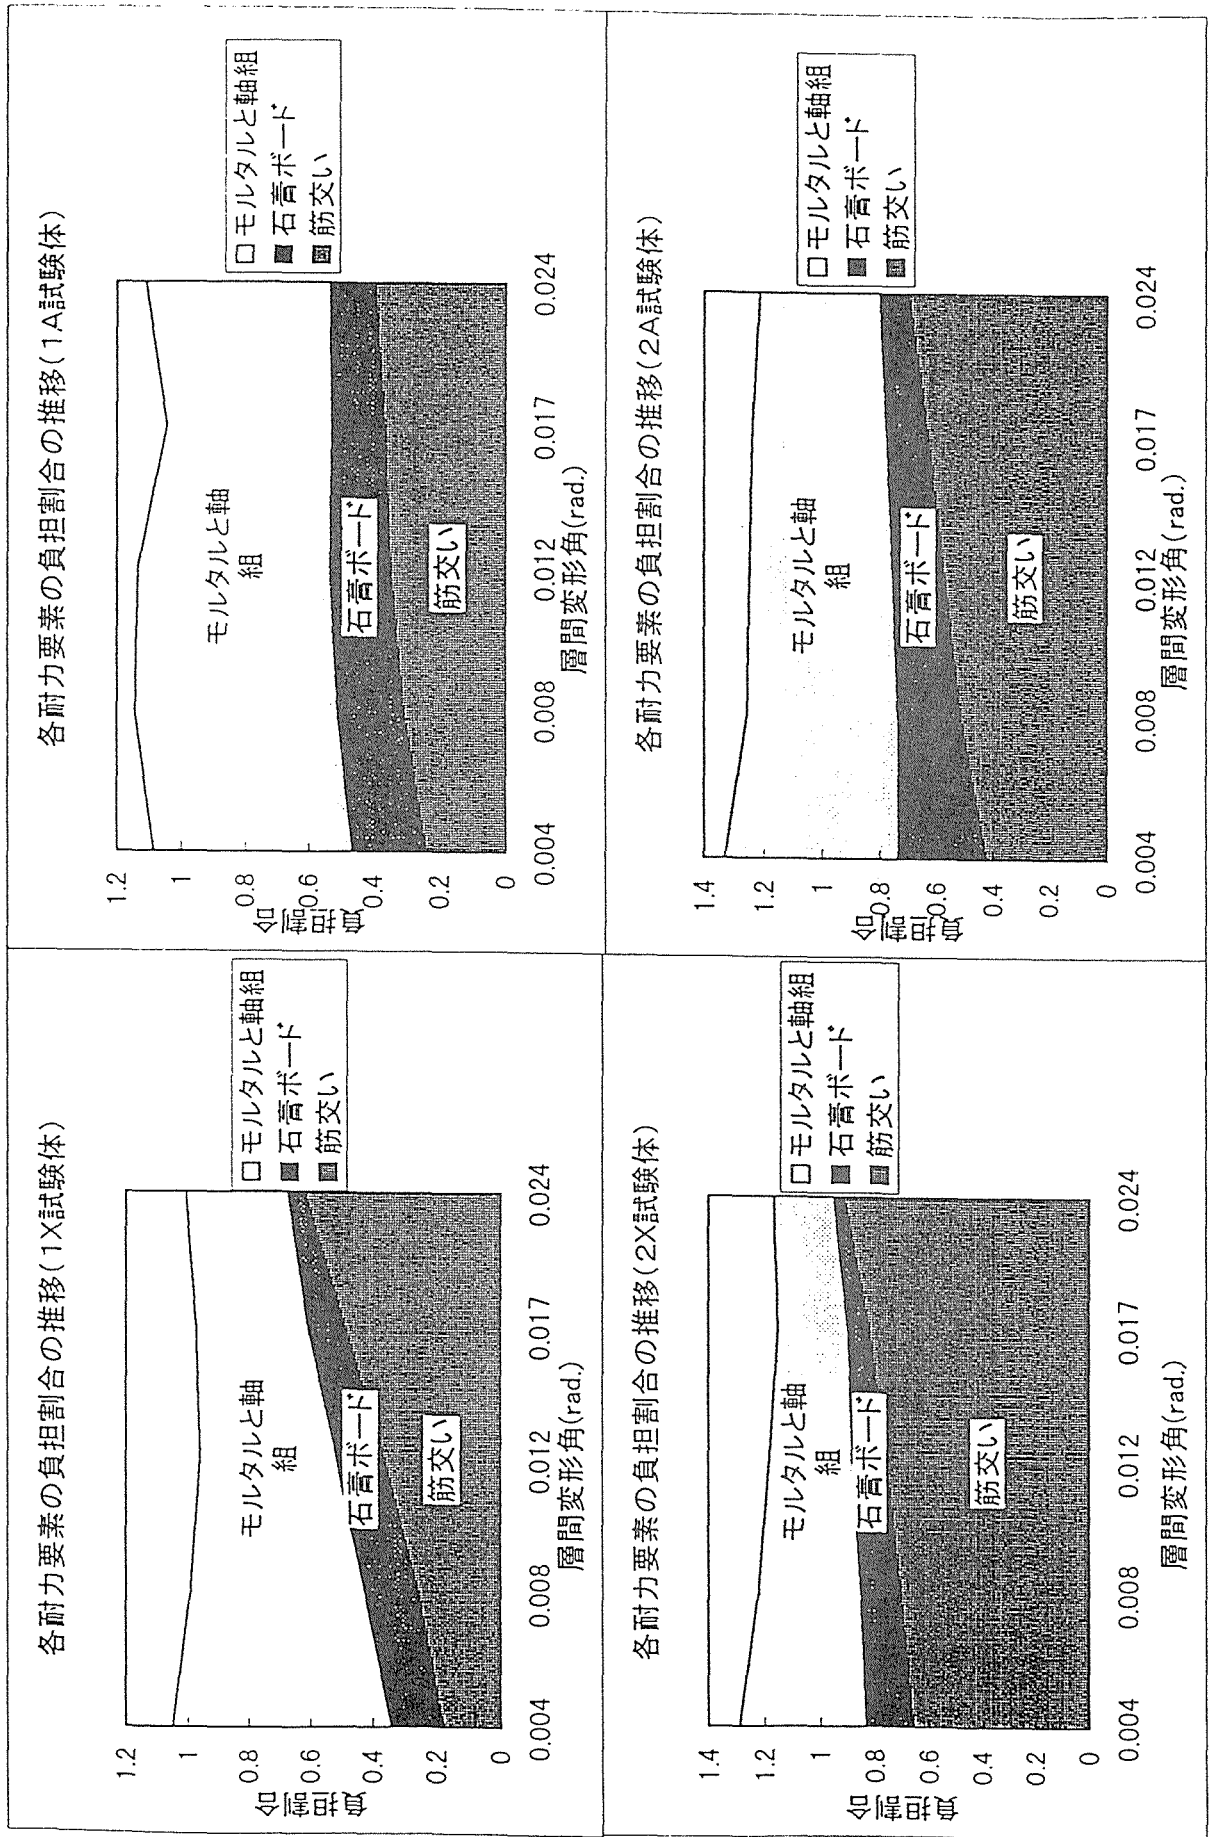 各耐力要素の負担割合の推移(1X試験体)
1.2
1
0.8
0.6
0.4
0.2
0
負担割合
モルタルと軸
組
石膏ボード
筋交い
0.004
0.008
0.012
0.017
0.024
層間変形角(rad.)
モルタルと軸組
石膏ボード
筋交い
各耐力要素の負担割合の推移(1A試験体)
1.2
1
0.8
0.6
0.4
0.2
0
負担割合
モルタルと軸
組
石膏ボード
筋交い
0.004
0.008
0.012
0.017
0.024
層間変形角(rad.)
モルタルと軸組
石膏ボード
筋交い
各耐力要素の負担割合の推移(2X試験体)
1.4
1.2
1
0.8
0.6
0.4
0.2
0
負担割合
モルタルと軸
組
石膏ボード
筋交い
0.004
0.008
0.012
0.017
0.024
層間変形角(rad.)
モルタルと軸組
石膏ボード
筋交い
各耐力要素の負担割合の推移(2A試験体)
1.4
1.2
1
0.8
0.6
0.4
0.2
0
負担割合
モルタルと軸
組
石膏ボード
筋交い
0.004
0.008
0.012
0.017
0.024
層間変形角(rad.)
モルタルと軸組
石膏ボード
筋交い